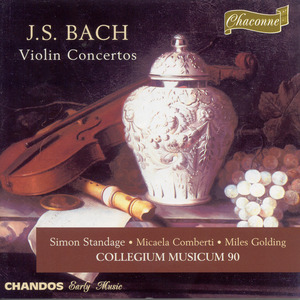 Chaconne
J.S. BACH
Violin Concertos
Simon Standage • Micaela Comberti • Miles Golding
COLLEGIUM MUSICUM 90
CHANDOS Early Music